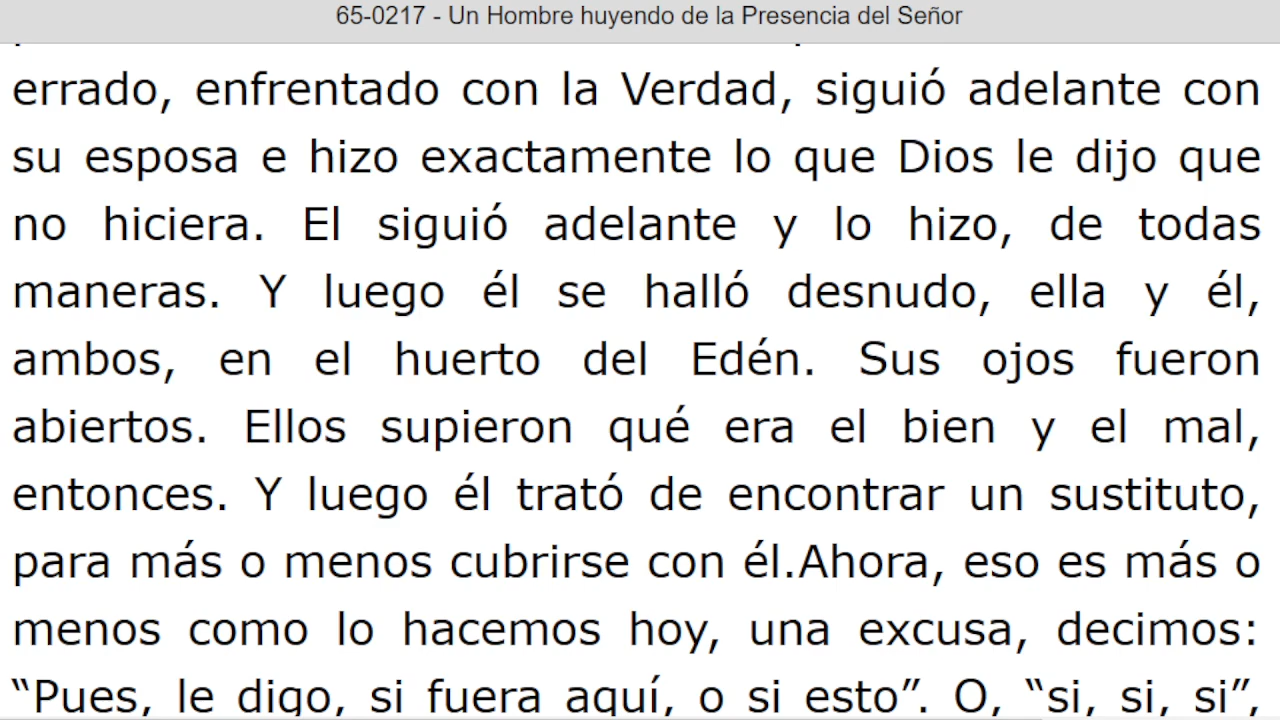 65-0217 - Un Hombre huyendo de la Presencia del Señor
errado, enfrentado con la Verdad, siguió adelante con
su esposa e hizo exactamente lo que Dios le dijo que
no hiciera. El siguió adelante y lo hizo, de todas
maneras. Y luego él se halló desnudo, ella y él,
ambos, en el huerto del Edén. Sus ojos fueron
abiertos. Ellos supieron qué era el bien y el mal,
entonces. Y luego él trató de encontrar un sustituto,
para más o menos cubrirse con él.Ahora, eso es más o
menos como lo hacemos hoy, una excusa, decimos:
“Pues, le digo, si fuera aquí, o si esto”. O, “si, si, si”,